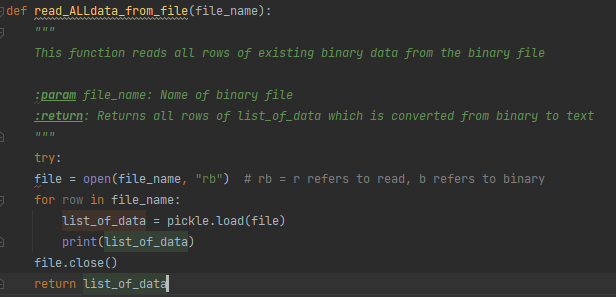 def read_ALLdata_from_file(file_name):
    """
    This function reads all rows of existing binary data from the binary file

    :param file_name: Name of binary file
    :return: Returns all rows of list_of_data which is converted from binary to text
    """
    try:
    file = open(file_name, "rb")  # rb = r refers to read, b refers to binary
    for row in file_name:
        list_of_data = pickle.load(file)
        print(list_of_data)
    file.close()
    return list_of_data